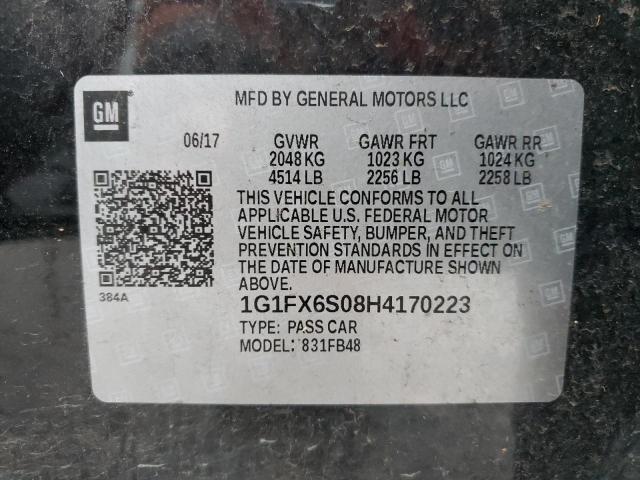 GM
MFD BY GENERAL MOTORS LLC
06/17 GVWR GAWR FRT GAWR RR
2048 KG 1023 KG 1024 KG
4514 LB 2256 LB 2258 LB
THIS VEHICLE CONFORMS TO ALL
APPLICABLE U.S. FEDERAL MOTOR
VEHICLE SAFETY, BUMPER, AND THEFT
PREVENTION STANDARDS IN EFFECT ON
THE DATE OF MANUFACTURE SHOWN
ABOVE.
384A
1G1FX6S08H4170223
TYPE: PASS CAR
MODEL: 831FB48